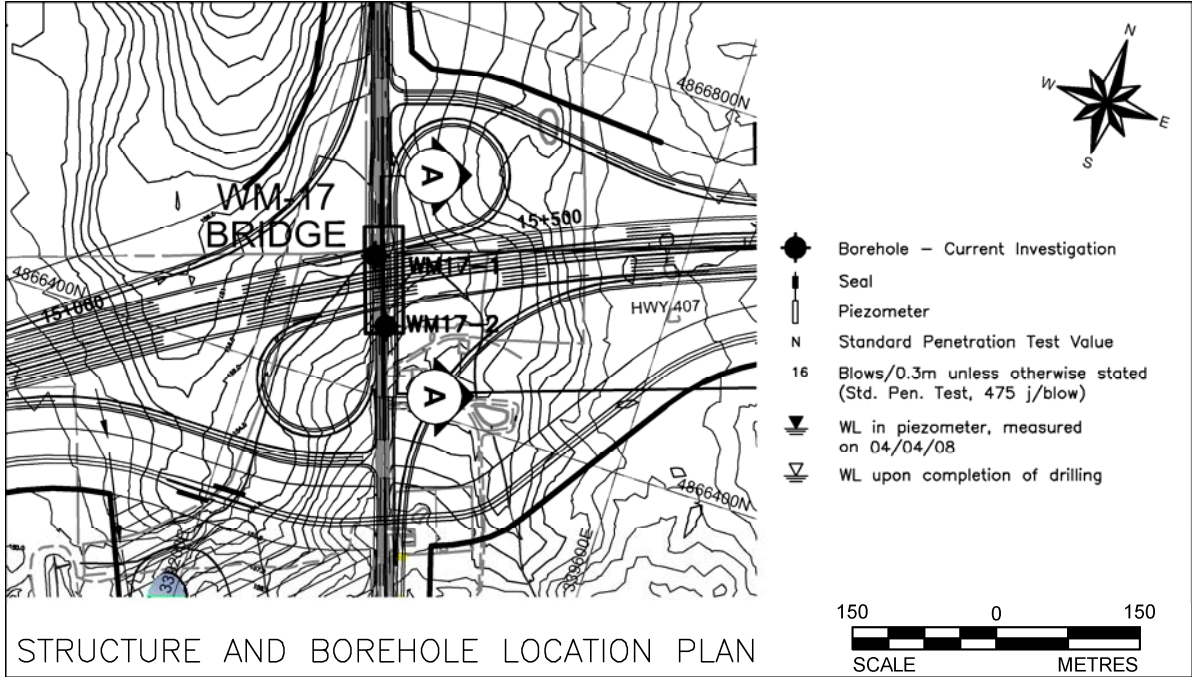 4866800N
WM-17
BRIDGE
A
15+500
WM17-1
4866400N
151000
HWY 407
WM17-2
A
4866400N
339600E
STRUCTURE AND BOREHOLE LOCATION PLAN
N
W
E
S
Borehole – Current Investigation
Seal
Piezometer
N Standard Penetration Test Value
16 Blows/0.3m unless otherwise stated
(Std. Pen. Test, 475 j/blow)
WL in piezometer, measured
on 04/04/08
WL upon completion of drilling
150 0 150
SCALE METRES